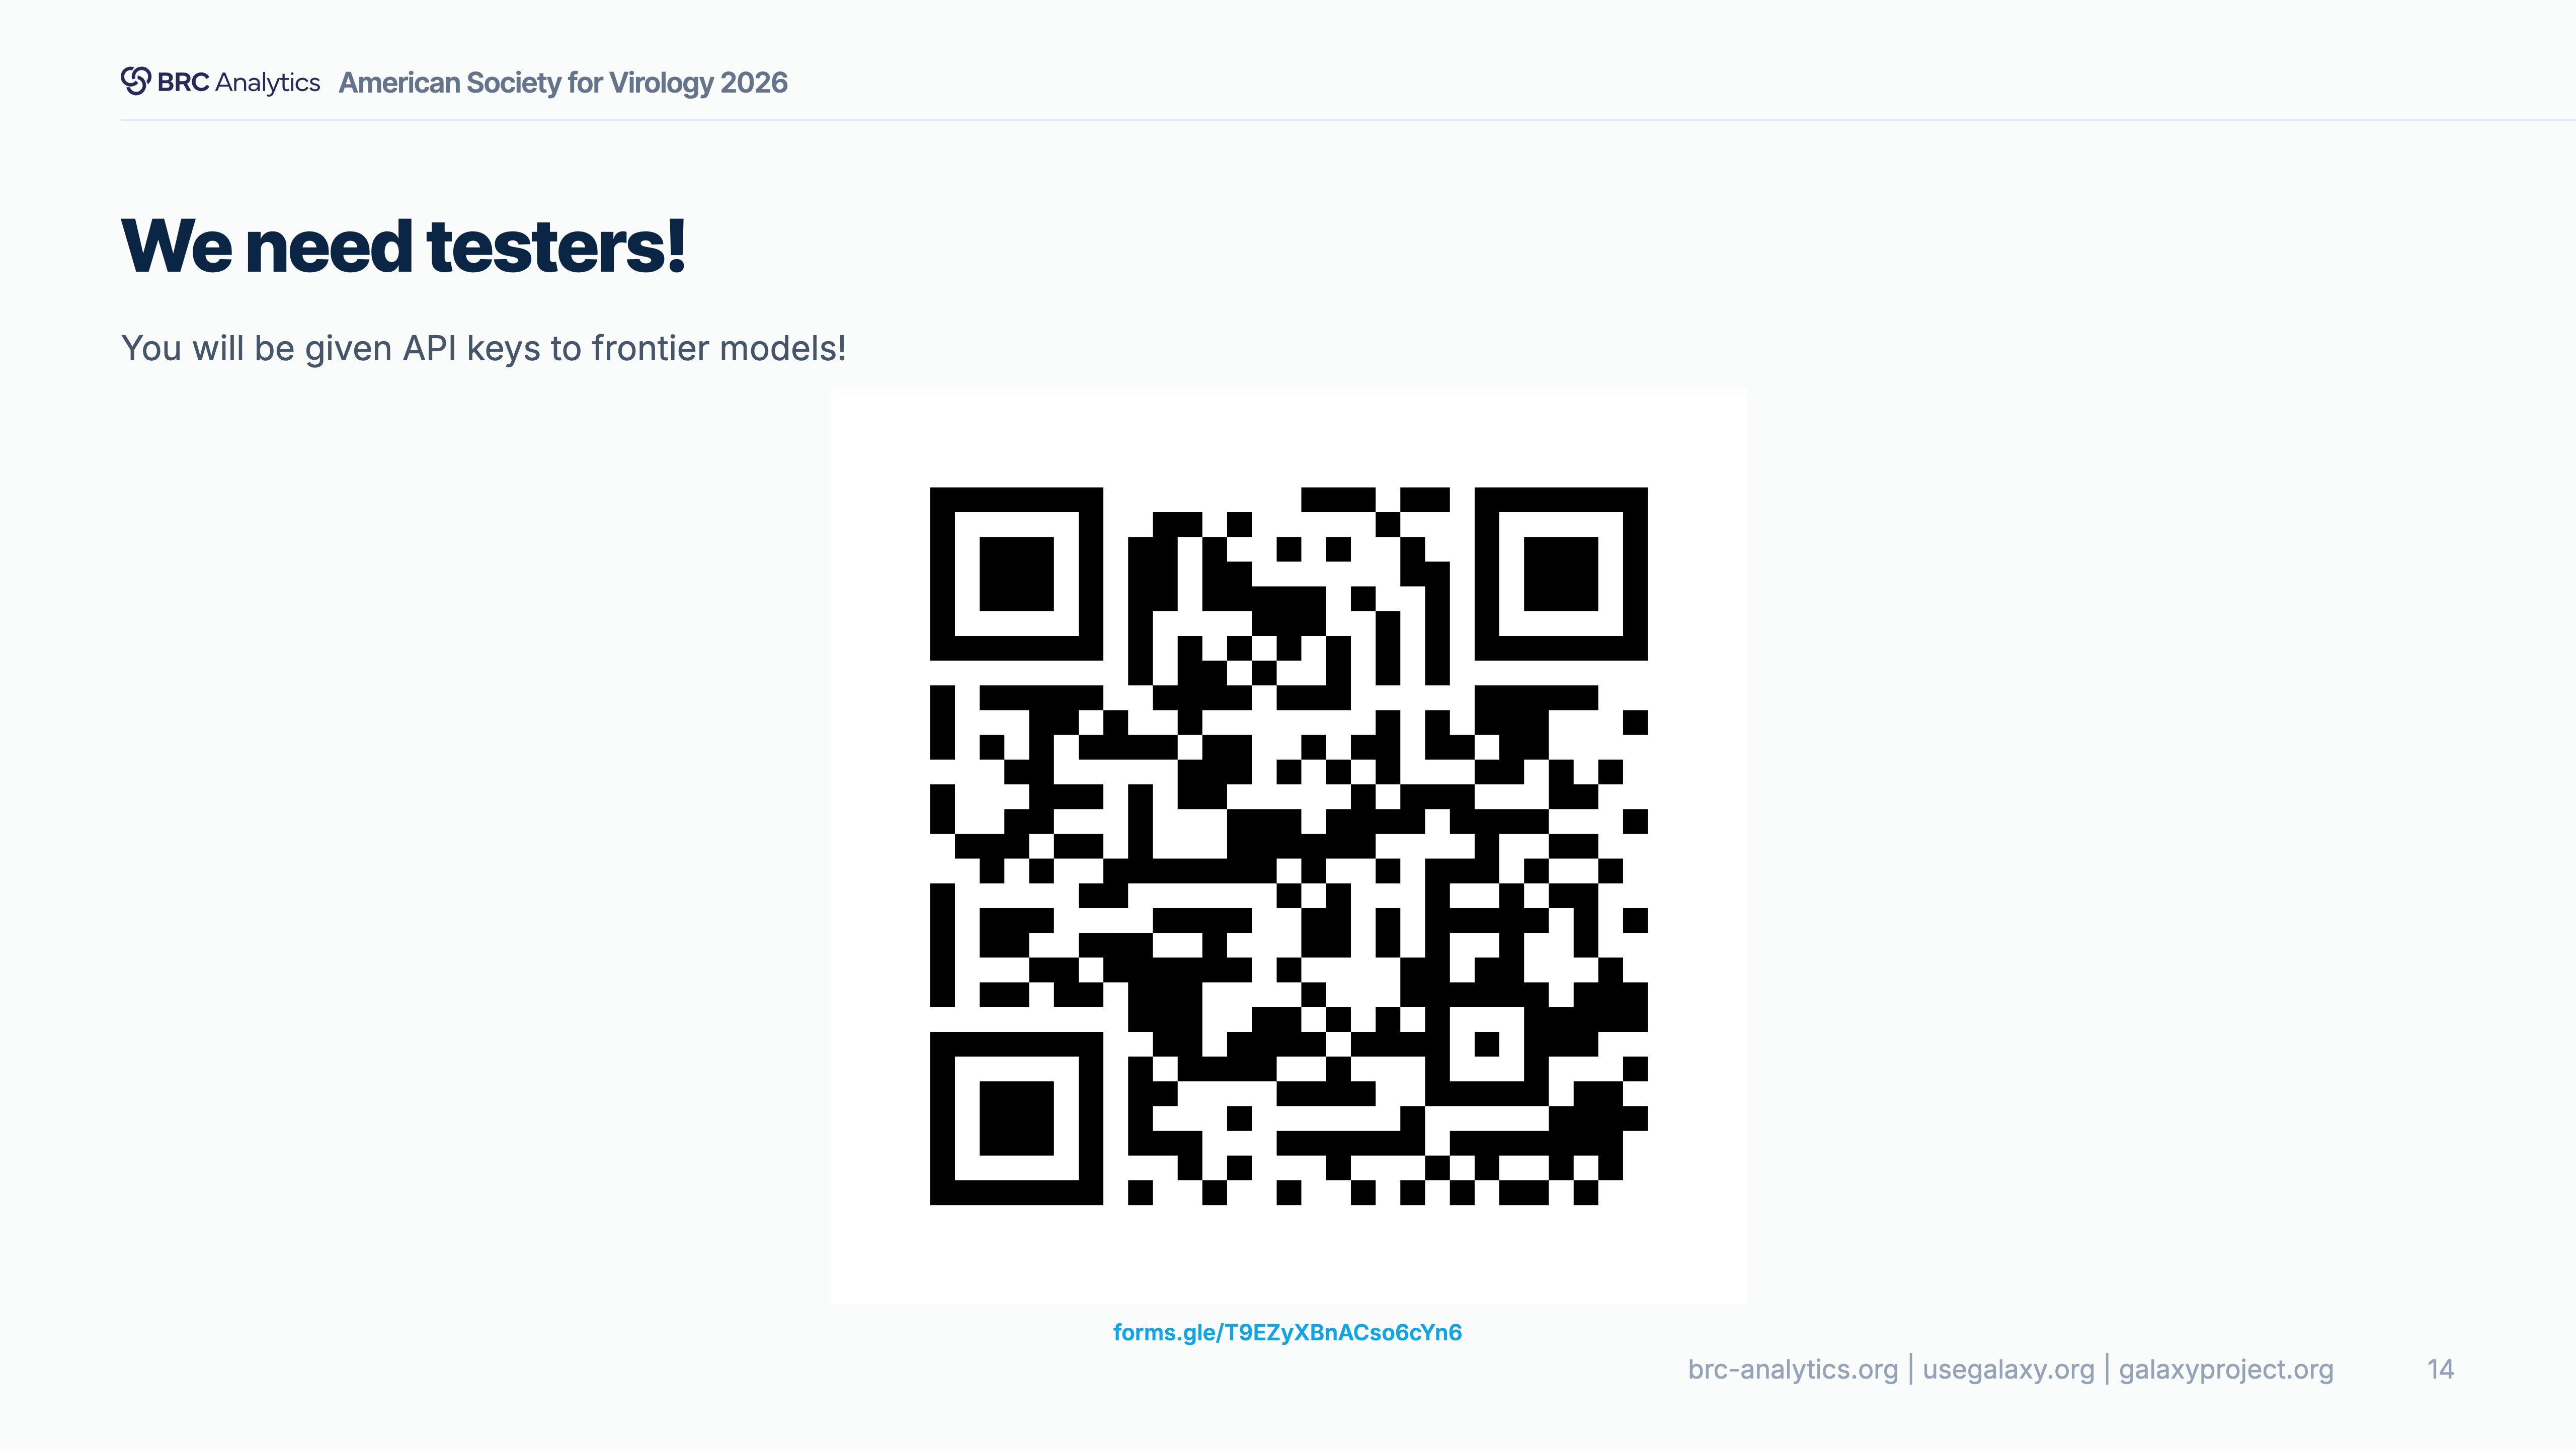 BRC Analytics American Society for Virology 2026
We need testers!
You will be given API keys to frontier models!
forms.gle/T9EZyXBnACso6cYn6
brc-analytics.org | usegalaxy.org | galaxyproject.org 14